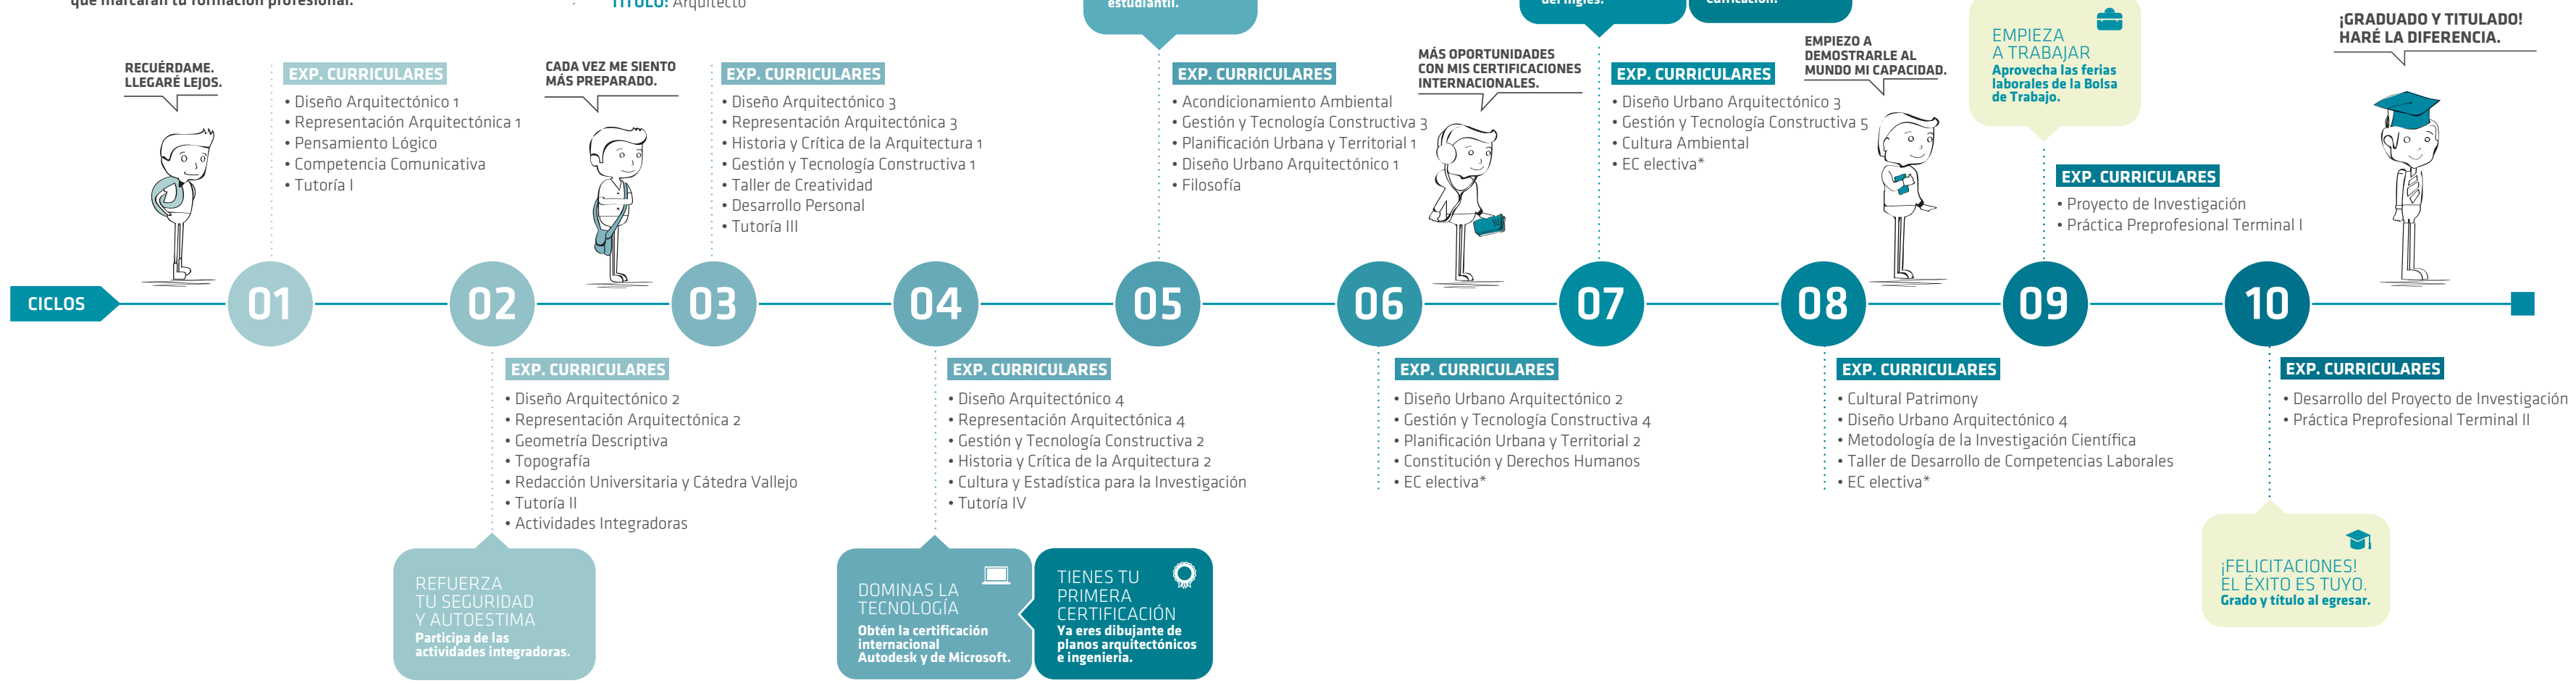 que marcarán tu formación profesional.
TÍTULO: Arquitecto
estudiantil.
del inglés.
¡GRADUADO Y TITULADO!
HARÉ LA DIFERENCIA.
RECUÉRDAME.
LLEGARÉ LEJOS.
EXP. CURRICULARES
• Diseño Arquitectónico 1
• Representación Arquitectónica 1
• Pensamiento Lógico
• Competencia Comunicativa
• Tutoría I
CADA VEZ ME SIENTO
MÁS PREPARADO.
EXP. CURRICULARES
• Diseño Arquitectónico 3
• Representación Arquitectónica 3
• Historia y Crítica de la Arquitectura 1
• Gestión y Tecnología Constructiva 1
• Taller de Creatividad
• Desarrollo Personal
• Tutoría III
EXP. CURRICULARES
• Acondicionamiento Ambiental
• Gestión y Tecnología Constructiva 3
• Planificación Urbana y Territorial 1
• Diseño Urbano Arquitectónico 1
• Filosofía
MÁS OPORTUNIDADES
CON MIS CERTIFICACIONES
INTERNACIONALES.
EXP. CURRICULARES
• Diseño Urbano Arquitectónico 3
• Gestión y Tecnología Constructiva 5
• Cultura Ambiental
• EC electiva*
EMPIEZO A
DEMOSTRARLE AL
MUNDO MI CAPACIDAD.
EMPIEZA
A TRABAJAR
Aprovecha las ferias
laborales de la Bolsa
de Trabajo.
EXP. CURRICULARES
• Proyecto de Investigación
• Práctica Preprofesional Terminal I
CICLOS
01
02
03
04
05
06
07
08
09
10
EXP. CURRICULARES
• Diseño Arquitectónico 2
• Representación Arquitectónica 2
• Geometría Descriptiva
• Topografía
• Redacción Universitaria y Cátedra Vallejo
• Tutoría II
• Actividades Integradoras
REFUERZA
TU SEGURIDAD
Y AUTOESTIMA
Participa de las
actividades integradoras.
EXP. CURRICULARES
• Diseño Arquitectónico 4
• Representación Arquitectónica 4
• Gestión y Tecnología Constructiva 2
• Historia y Crítica de la Arquitectura 2
• Cultura y Estadística para la Investigación
• Tutoría IV
DOMINAS LA
TECNOLOGÍA
Obtén la certificación
internacional
Autodesk y de Microsoft.
TIENES TU
PRIMERA
CERTIFICACIÓN
Ya eres dibujante de
planos arquitectónicos
e ingeniería.
EXP. CURRICULARES
• Diseño Urbano Arquitectónico 2
• Gestión y Tecnología Constructiva 4
• Planificación Urbana y Territorial 2
• Constitución y Derechos Humanos
• EC electiva*
EXP. CURRICULARES
• Cultural Patrimony
• Diseño Urbano Arquitectónico 4
• Metodología de la Investigación Científica
• Taller de Desarrollo de Competencias Laborales
• EC electiva*
EXP. CURRICULARES
• Desarrollo del Proyecto de Investigación
• Práctica Preprofesional Terminal II
¡FELICITACIONES!
EL ÉXITO ES TUYO.
Grado y título al egresar.